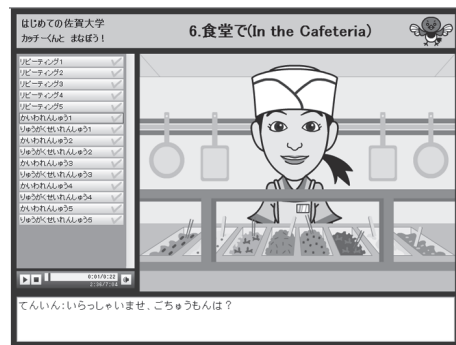 はじめての佐賀大学
カッチーくんと まなぼう！
6.食堂で(In the Cafeteria)
リピーティング1
リピーティング2
リピーティング3
リピーティング4
リピーティング5
かいわれんしゅう1
りゅうがくせいれんしゅう1
かいわれんしゅう2
りゅうがくせいれんしゅう2
かいわれんしゅう3
りゅうがくせいれんしゅう3
かいわれんしゅう4
りゅうがくせいれんしゅう4
かいわれんしゅう5
りゅうがくせいれんしゅう5
0:01/0:22
2:34/7:14
てんいん:いらっしゃいませ．ごちゅうもんは？